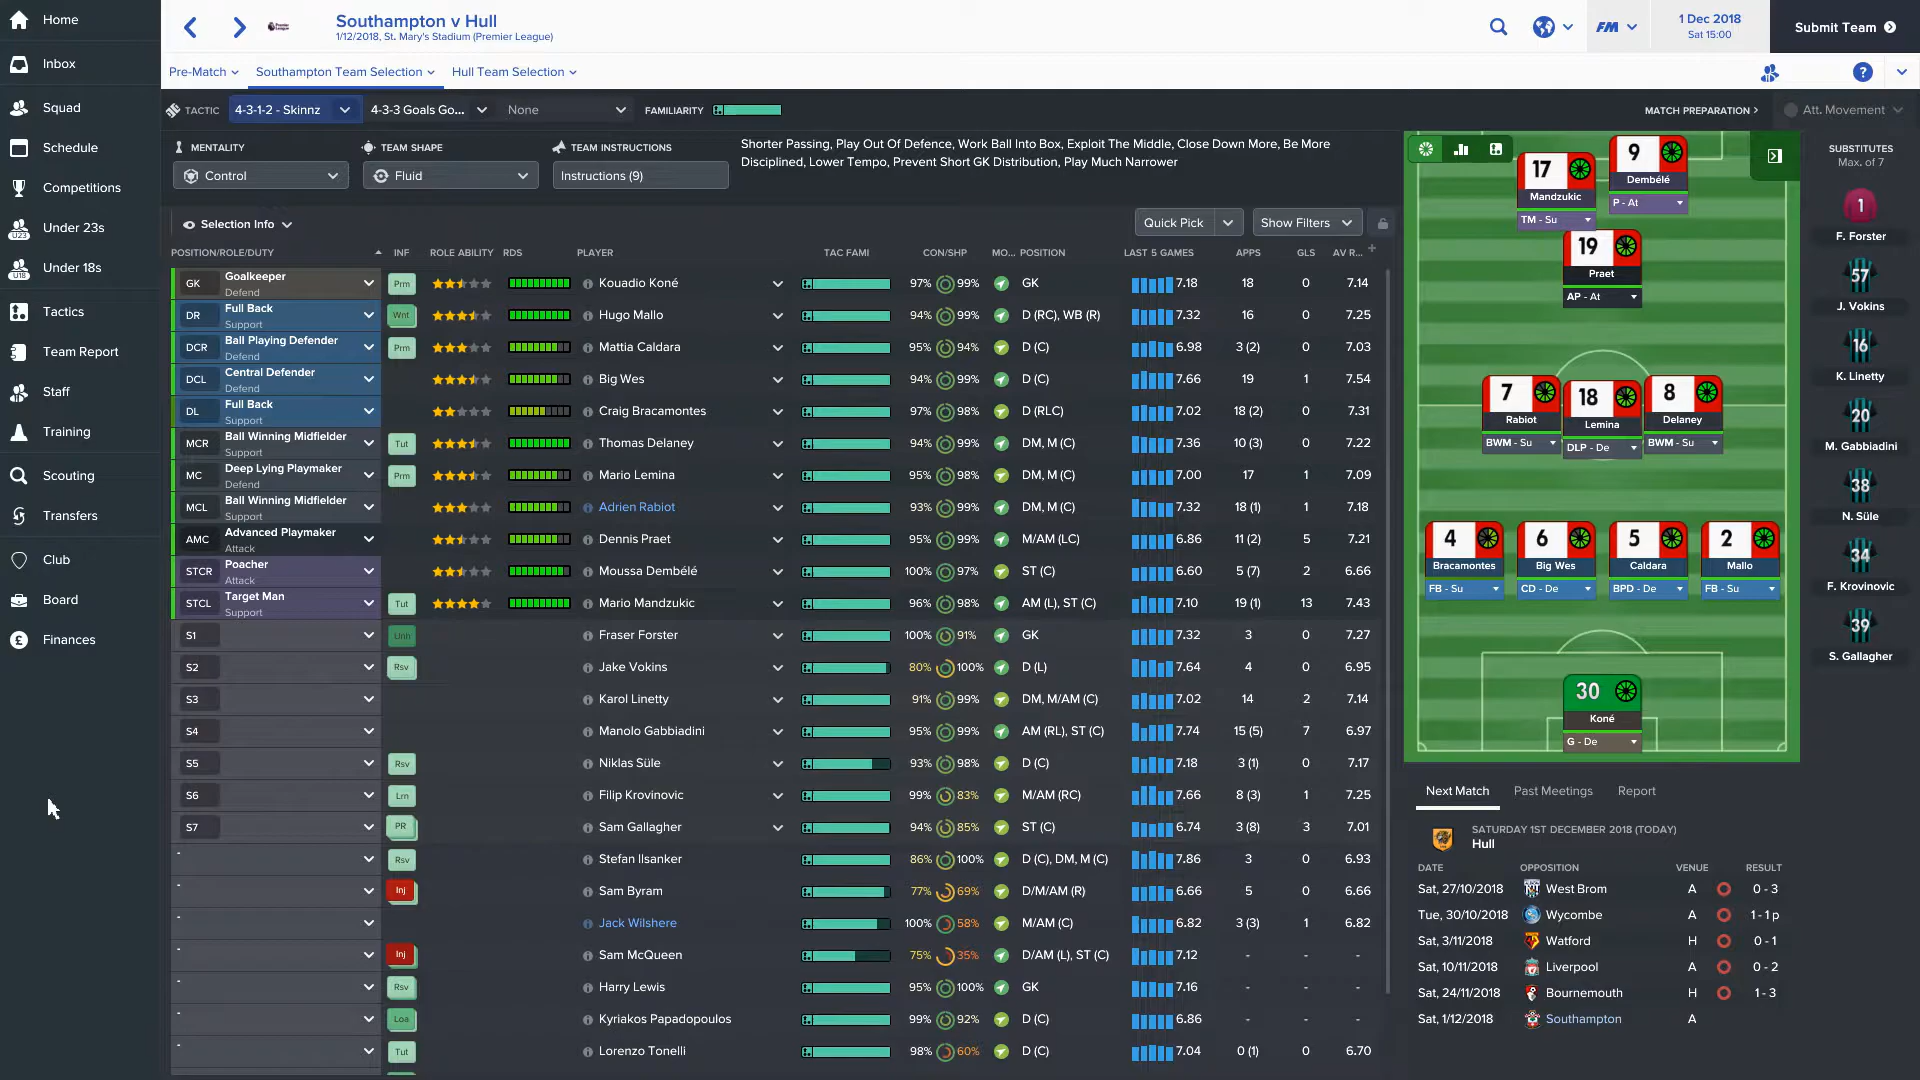 Home
Inbox
Squad
Schedule
Competitions
Under 23s
Under 18s
Tactics
Team Report
Staff
Training
Scouting
Transfers
Club
Board
Finances
Southampton v Hull
1/12/2018, St. Mary's Stadium (Premier League)
FM
1 Dec 2018
Sat 15:00
Submit Team
Pre-Match Southampton Team Selection Hull Team Selection
?
TACTIC 4-3-1-2 - Skinnz 4-3-3 Goals Go... None FAMILIARITY MATCH PREPARATION > Att. Movement
MENTALITY TEAM SHAPE TEAM INSTRUCTIONS
Control Fluid Instructions (9)
Shorter Passing, Play Out Of Defence, Work Ball Into Box, Exploit The Middle, Close Down More, Be More
Disciplined, Lower Tempo, Prevent Short GK Distribution, Play Much Narrower
Selection Info Quick Pick Show Filters
POSITION/ROLE/DUTY INF ROLE ABILITY RDS PLAYER TAC FAMI CON/SHP MO... POSITION LAST 5 GAMES APPS GLS AV R... +
GK Goalkeeper Defend Prm Kouadio Koné 97% 99% GK 7.18 18 0 7.14
DR Full Back Support Wnt Hugo Mallo 94% 99% D (RC), WB (R) 7.32 16 0 7.25
DCR Ball Playing Defender Defend Prm Mattia Caldara 95% 94% D (C) 6.98 3 (2) 0 7.03
DCL Central Defender Defend Big Wes 94% 99% D (C) 7.66 19 1 7.54
DL Full Back Support Craig Bracamontes 97% 98% D (RLC) 7.02 18 (2) 0 7.31
MCR Ball Winning Midfielder Support Tut Thomas Delaney 94% 99% DM, M (C) 7.36 10 (3) 0 7.22
MC Deep Lying Playmaker Defend Prm Mario Lemina 95% 98% DM, M (C) 7.00 17 1 7.09
MCL Ball Winning Midfielder Support Adrien Rabiot 93% 99% DM, M (C) 7.32 18 (1) 1 7.18
AMC Advanced Playmaker Attack Dennis Praet 95% 99% M/AM (LC) 6.86 11 (2) 5 7.21
STCR Poacher Attack Moussa Dembélé 100% 97% ST (C) 6.60 5 (7) 2 6.66
STCL Target Man Support Tut Mario Mandzukic 96% 98% AM (L), ST (C) 7.10 19 (1) 13 7.43
S1 Unh Fraser Forster 100% 91% GK 7.32 3 0 7.27
S2 Rsv Jake Vokins 80% 100% D (L) 7.64 4 0 6.95
S3 Karol Linetty 91% 99% DM, M/AM (C) 7.02 14 2 7.14
S4 Manolo Gabbiadini 95% 99% AM (RL), ST (C) 7.74 15 (5) 7 6.97
S5 Rsv Niklas Süle 93% 98% D (C) 7.18 3 (1) 0 7.17
S6 Lrn Filip Krovinovic 99% 83% M/AM (RC) 7.66 8 (3) 1 7.25
S7 PR Sam Gallagher 94% 85% ST (C) 6.74 3 (8) 3 7.01
- Rsv Stefan Ilsanker 86% 100% D (C), DM, M (C) 7.86 3 0 6.93
- Inj Sam Byram 77% 69% D/M/AM (R) 6.66 5 0 6.66
- Jack Wilshere 100% 58% M/AM (C) 6.82 3 (3) 1 6.82
- Inj Sam McQueen 75% 35% D/AM (L), ST (C) 7.12 - - -
- Rsv Harry Lewis 95% 100% GK 7.16 - - -
- Loa Kyriakos Papadopoulos 99% 92% D (C) 6.86 - - -
- Tut Lorenzo Tonelli 98% 60% D (C) 7.04 0 (1) 0 6.70
17 Mandzukic TM - Su
9 Dembélé P - At
19 Praet AP - At
7 Rabiot BWM - Su
18 Lemina DLP - De
8 Delaney BWM - Su
4 Bracamontes FB - Su
6 Big Wes CD - De
5 Caldara BPD - De
2 Mallo FB - Su
30 Koné G - De
SUBSTITUTES
Max. of 7
1
F. Forster
57
J. Vokins
16
K. Linetty
20
M. Gabbiadini
38
N. Süle
34
F. Krovinovic
39
S. Gallagher
Next Match Past Meetings Report
SATURDAY 1ST DECEMBER 2018 (TODAY)
Hull
DATE OPPOSITION VENUE RESULT
Sat, 27/10/2018 West Brom A 0 - 3
Tue, 30/10/2018 Wycombe A 1 - 1 p
Sat, 3/11/2018 Watford H 0 - 1
Sat, 10/11/2018 Liverpool A 0 - 2
Sat, 24/11/2018 Bournemouth H 1 - 3
Sat, 1/12/2018 Southampton A